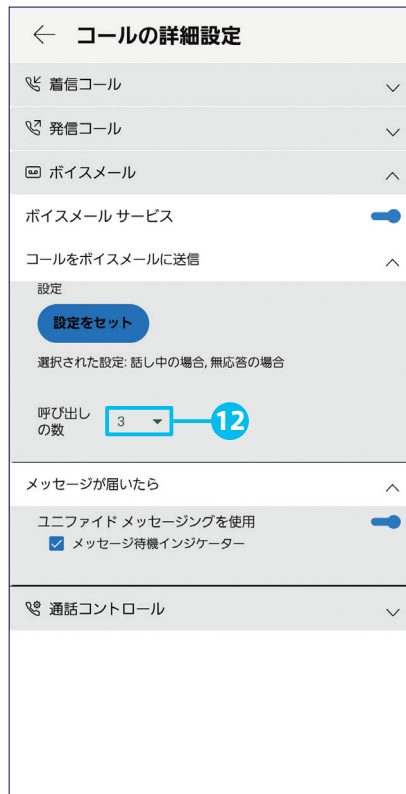 コールの詳細設定
着信コール
発信コール
ボイスメール
ボイスメール サービス
コールをボイスメールに送信
設定
設定をセット
選択された設定: 話し中の場合, 無応答の場合
呼び出し
の数
3
12
メッセージが届いたら
ユニファイド メッセージングを使用
メッセージ待機インジケーター
通話コントロール